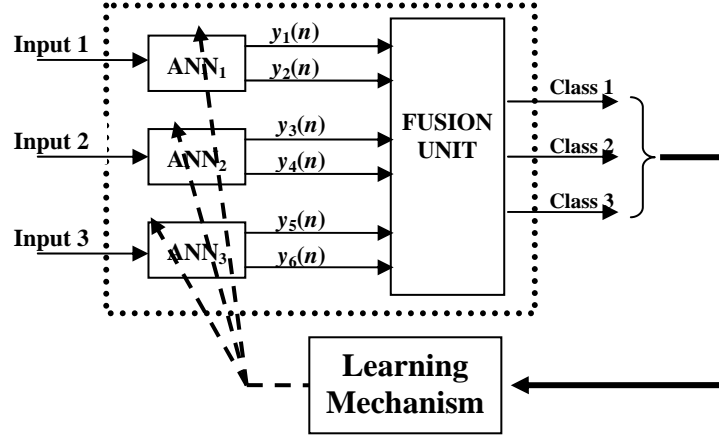 Input 1
ANN1
y1(n)
y2(n)
Input 2
ANN2
y3(n)
y4(n)
Input 3
ANN3
y5(n)
y6(n)
FUSION
UNIT
Class 1
Class 2
Class 3
Learning
Mechanism